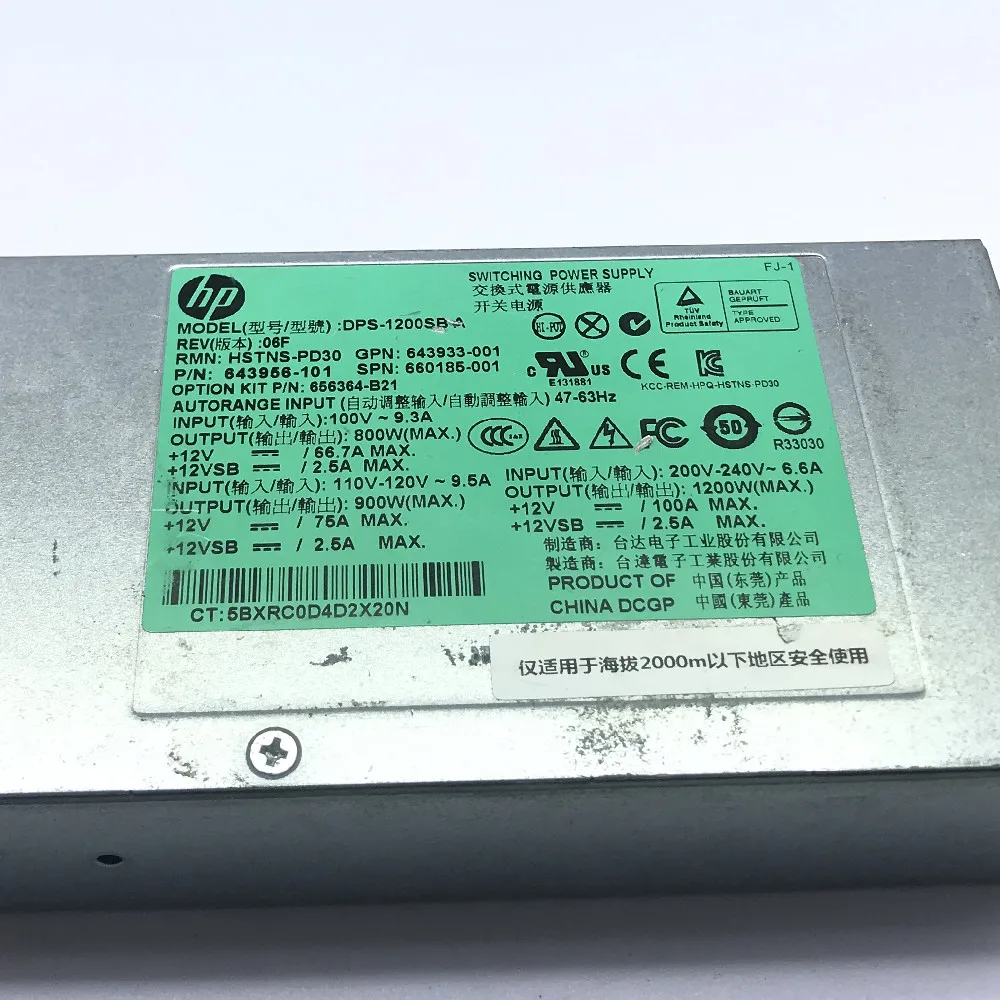 hp
SWITCHING POWER SUPPLY
交換式電源供應器
开关电源
FJ-1
MODEL(型号/型號) :DPS-1200SB A
REV(版本) :06F
RMN: HSTNS-PD30 GPN: 643933-001
P/N: 643956-101 SPN: 660185-001
OPTION KIT P/N: 656364-B21
HI-POT
TÜV
Rheinland
Product Safety
BAUART
GEPRÜFT
TYPE
APPROVED
c RU US
E131881
CE
KCC-REM-HPQ-HSTNS-PD30
AUTORANGE INPUT (自动调整输入/自動調整輸入) 47-63Hz
INPUT(输入/輸入):100V ~ 9.3A
OUTPUT(输出/輸出): 800W(MAX.)
+12V / 66.7A MAX.
+12VSB / 2.5A MAX.
INPUT(输入/輸入): 110V-120V ~ 9.5A
OUTPUT(输出/輸出): 900W(MAX.)
+12V / 75A MAX.
+12VSB / 2.5A MAX.
CCC
FC
50
R33030
INPUT(输入/輸入): 200V-240V~ 6.6A
OUTPUT(输出/輸出): 1200W(MAX.)
+12V / 100A MAX.
+12VSB / 2.5A MAX.
制造商: 台达电子工业股份有限公司
製造商: 台達電子工業股份有限公司
PRODUCT OF 中国(东莞)产品
CHINA DCGP 中國(東莞)產品
CT:5BXRC0D4D2X20N
仅适用于海拔2000m以下地区安全使用